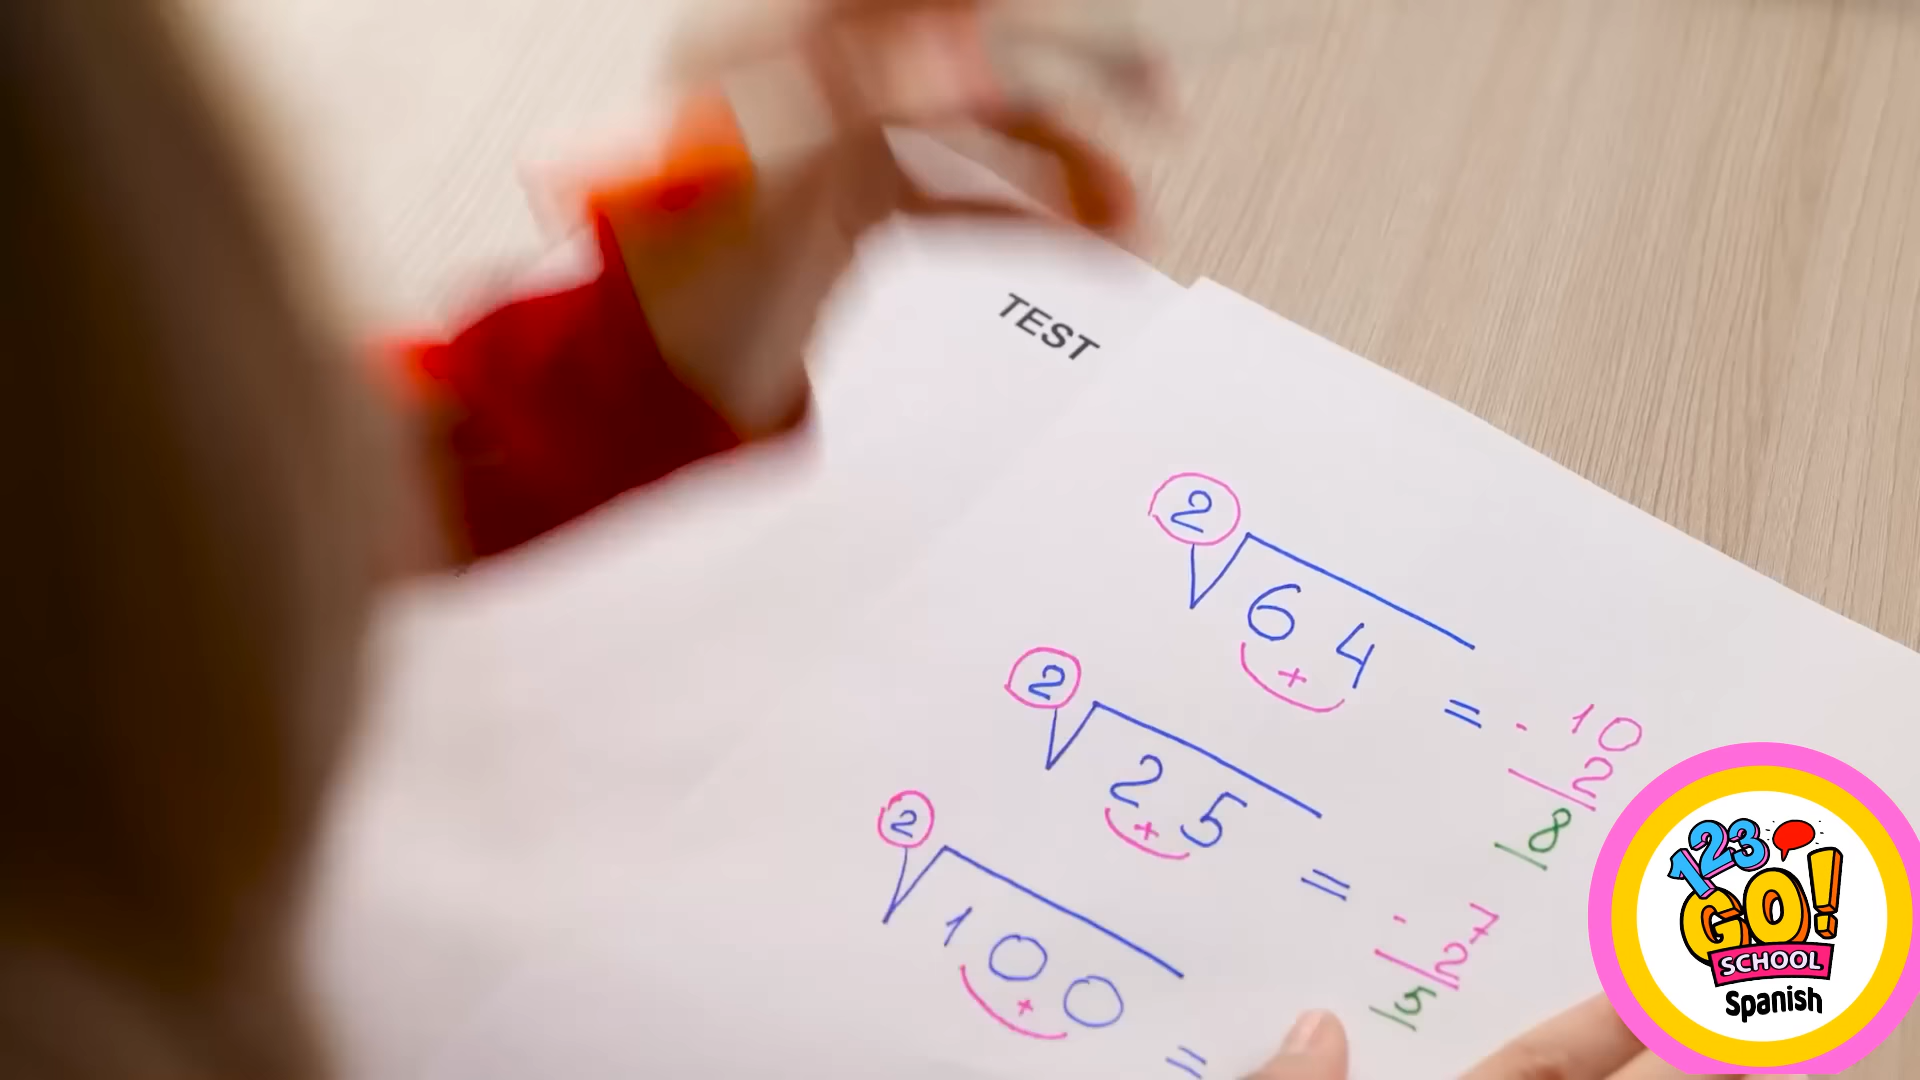 TEST
2√64 = - 10
+
2
8
2√25 = - 7
+
2
5
2√100 =
+
123
GO!
SCHOOL
Spanish